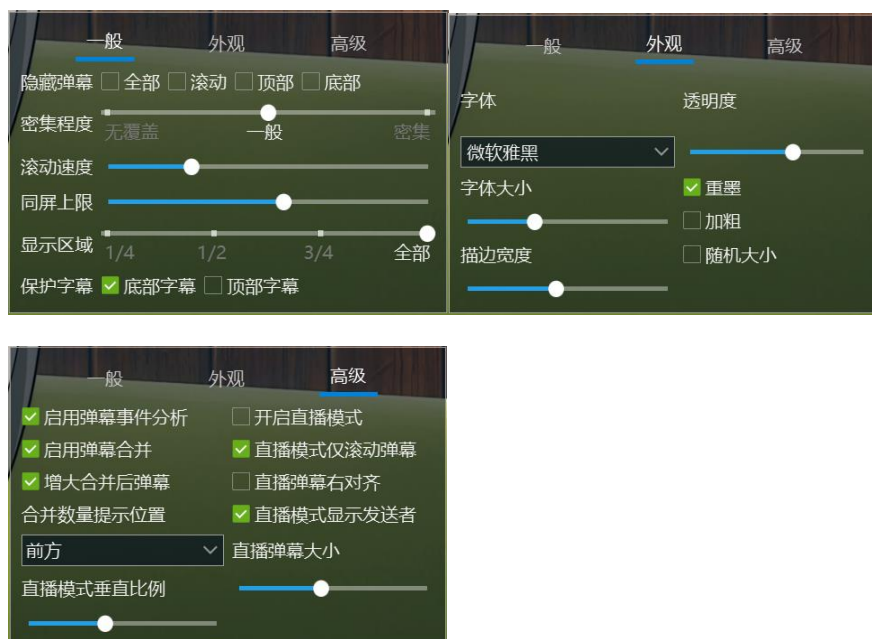 一般 外观 高级
隐藏弹幕 全部 滚动 顶部 底部
密集程度 无覆盖 一般 密集
滚动速度
同屏上限
显示区域 1/4 1/2 3/4 全部
保护字幕 底部字幕 顶部字幕
一般 外观 高级
字体 透明度
微软雅黑
字体大小 重墨
加粗
描边宽度 随机大小
一般 外观 高级
启用弹幕事件分析 开启直播模式
启用弹幕合并 直播模式仅滚动弹幕
增大合并后弹幕 直播弹幕右对齐
合并数量提示位置 直播模式显示发送者
前方 直播弹幕大小
直播模式垂直比例